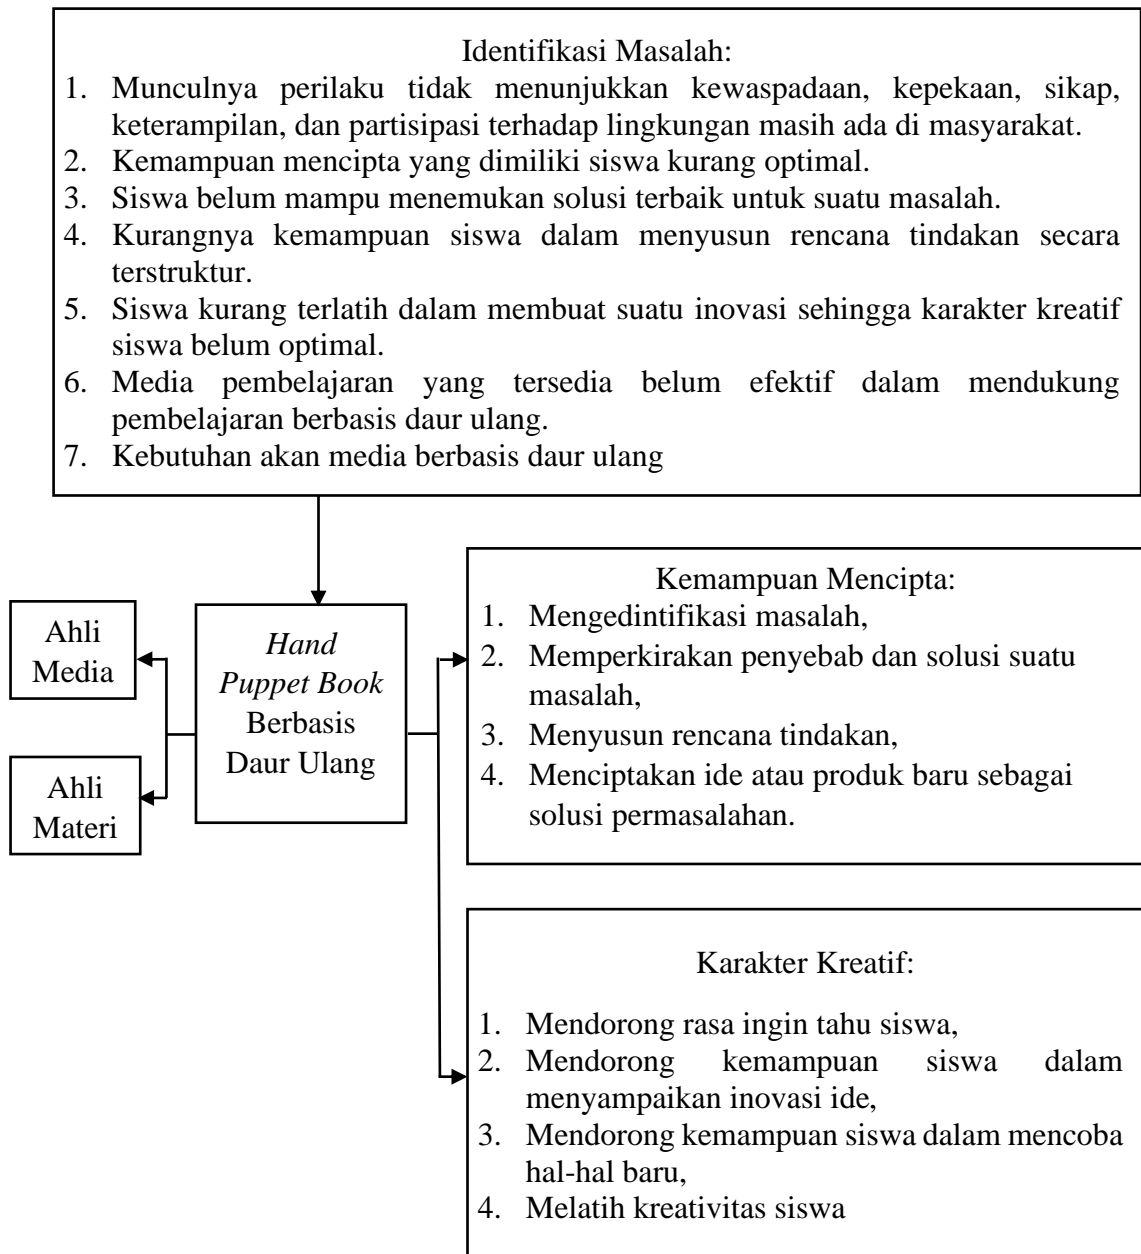 Identifikasi Masalah:
1. Munculnya perilaku tidak menunjukkan kewaspadaan, kepekaan, sikap,
keterampilan, dan partisipasi terhadap lingkungan masih ada di masyarakat.
2. Kemampuan mencipta yang dimiliki siswa kurang optimal.
3. Siswa belum mampu menemukan solusi terbaik untuk suatu masalah.
4. Kurangnya kemampuan siswa dalam menyusun rencana tindakan secara
terstruktur.
5. Siswa kurang terlatih dalam membuat suatu inovasi sehingga karakter kreatif
siswa belum optimal.
6. Media pembelajaran yang tersedia belum efektif dalam mendukung
pembelajaran berbasis daur ulang.
7. Kebutuhan akan media berbasis daur ulang
Ahli
Media
Ahli
Materi
Hand
Puppet Book
Berbasis
Daur Ulang
Kemampuan Mencipta:
1. Mengedintifikasi masalah,
2. Memperkirakan penyebab dan solusi suatu
masalah,
3. Menyusun rencana tindakan,
4. Menciptakan ide atau produk baru sebagai
solusi permasalahan.
Karakter Kreatif:
1. Mendorong rasa ingin tahu siswa,
2. Mendorong kemampuan siswa dalam
menyampaikan inovasi ide,
3. Mendorong kemampuan siswa dalam mencoba
hal-hal baru,
4. Melatih kreativitas siswa